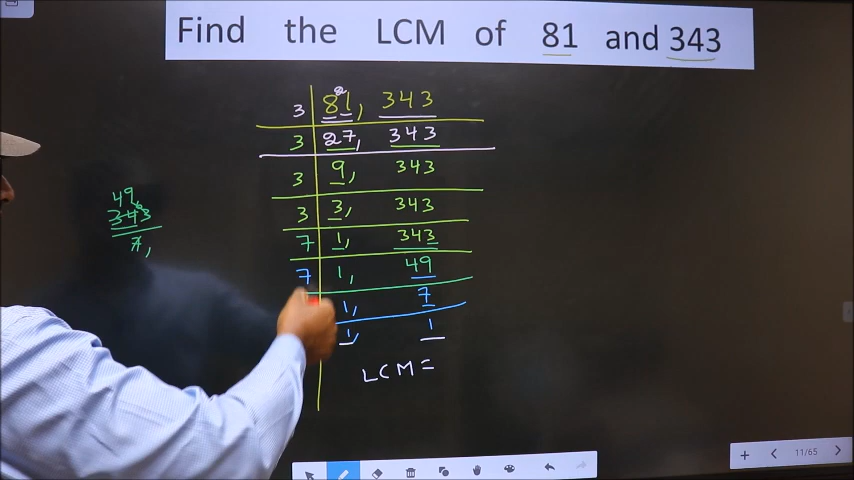 Find the LCM of 81 and 343
3 81, 343
3 27, 343
3 9, 343
3 3, 343
7 1, 343
7 1, 49
1, 7
1, 1
LCM =
49
343
7,
11/65